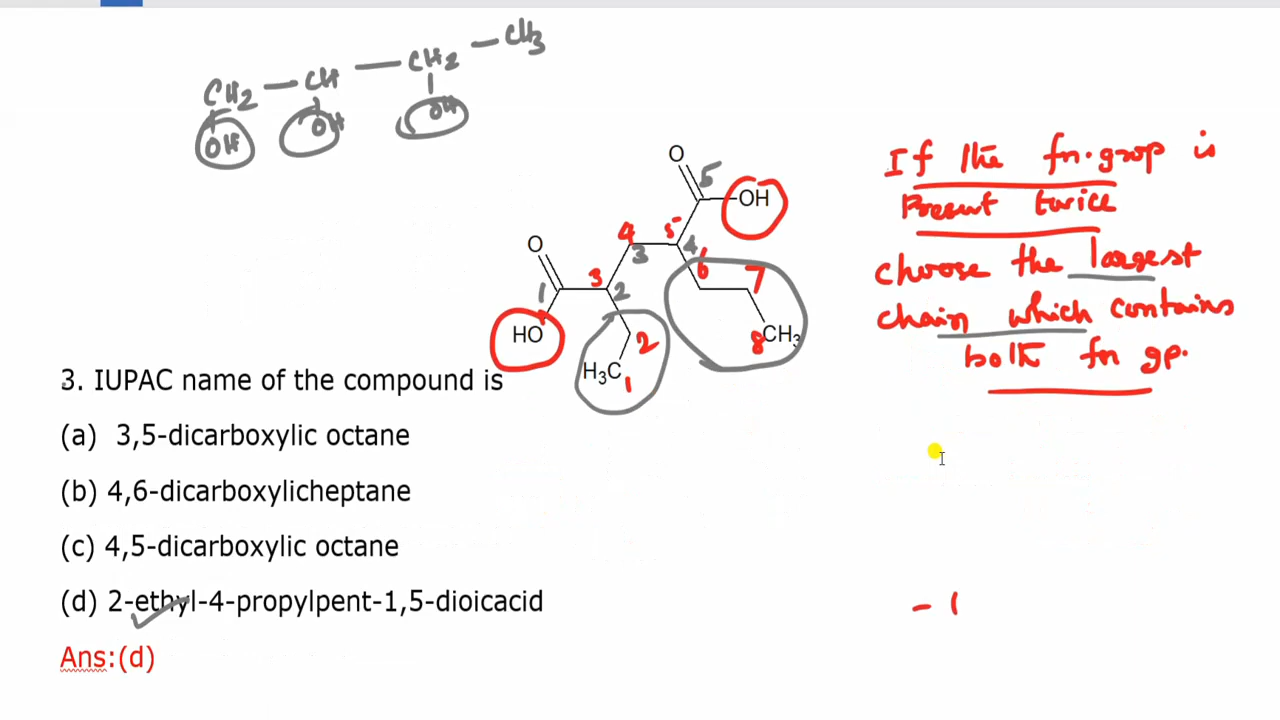 CH2 — CH — CH2 — CH3
OH OH OH
O 5 OH
O 4 3 5 4 6 7
1 3 2
HO 2 8 CH3
H3C 1
If the fn. grop is
Present twice
choose the largest
chain which contains
both fn gp.
3. IUPAC name of the compound is
(a) 3,5-dicarboxylic octane
(b) 4,6-dicarboxylicheptane
(c) 4,5-dicarboxylic octane
(d) 2-ethyl-4-propylpent-1,5-dioicacid
Ans:(d)
- 1